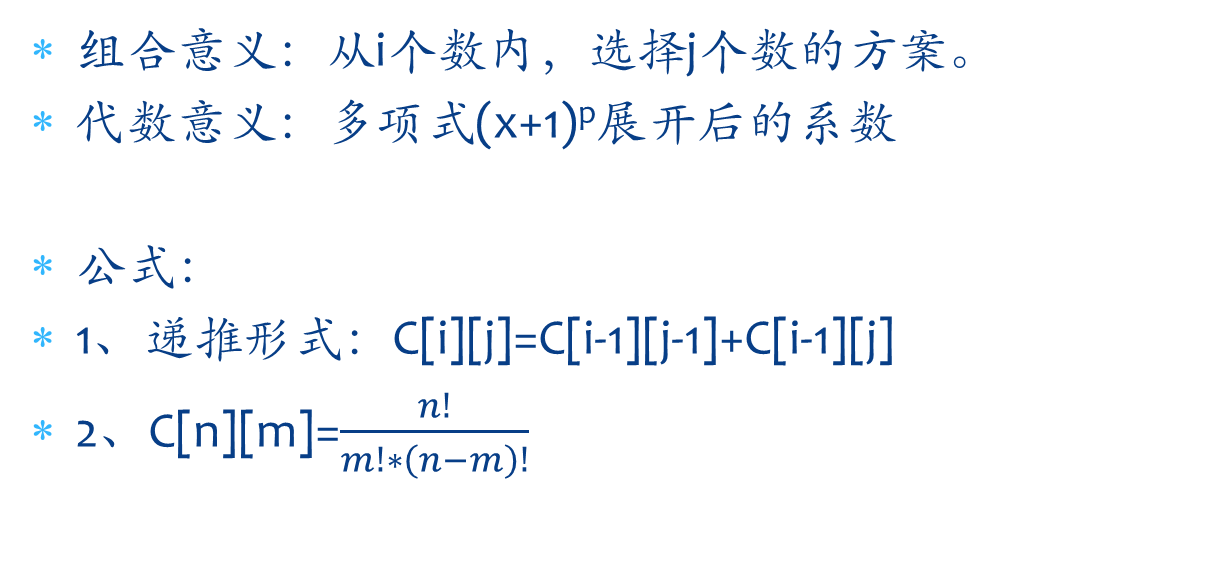 * 组合意义：从i个数内，选择j个数的方案。
* 代数意义：多项式(x+1)ᵖ展开后的系数
* 公式：
* 1、递推形式：C[i][j]=C[i-1][j-1]+C[i-1][j]
* 2、C[n][m]=n!/m!*(n−m)!